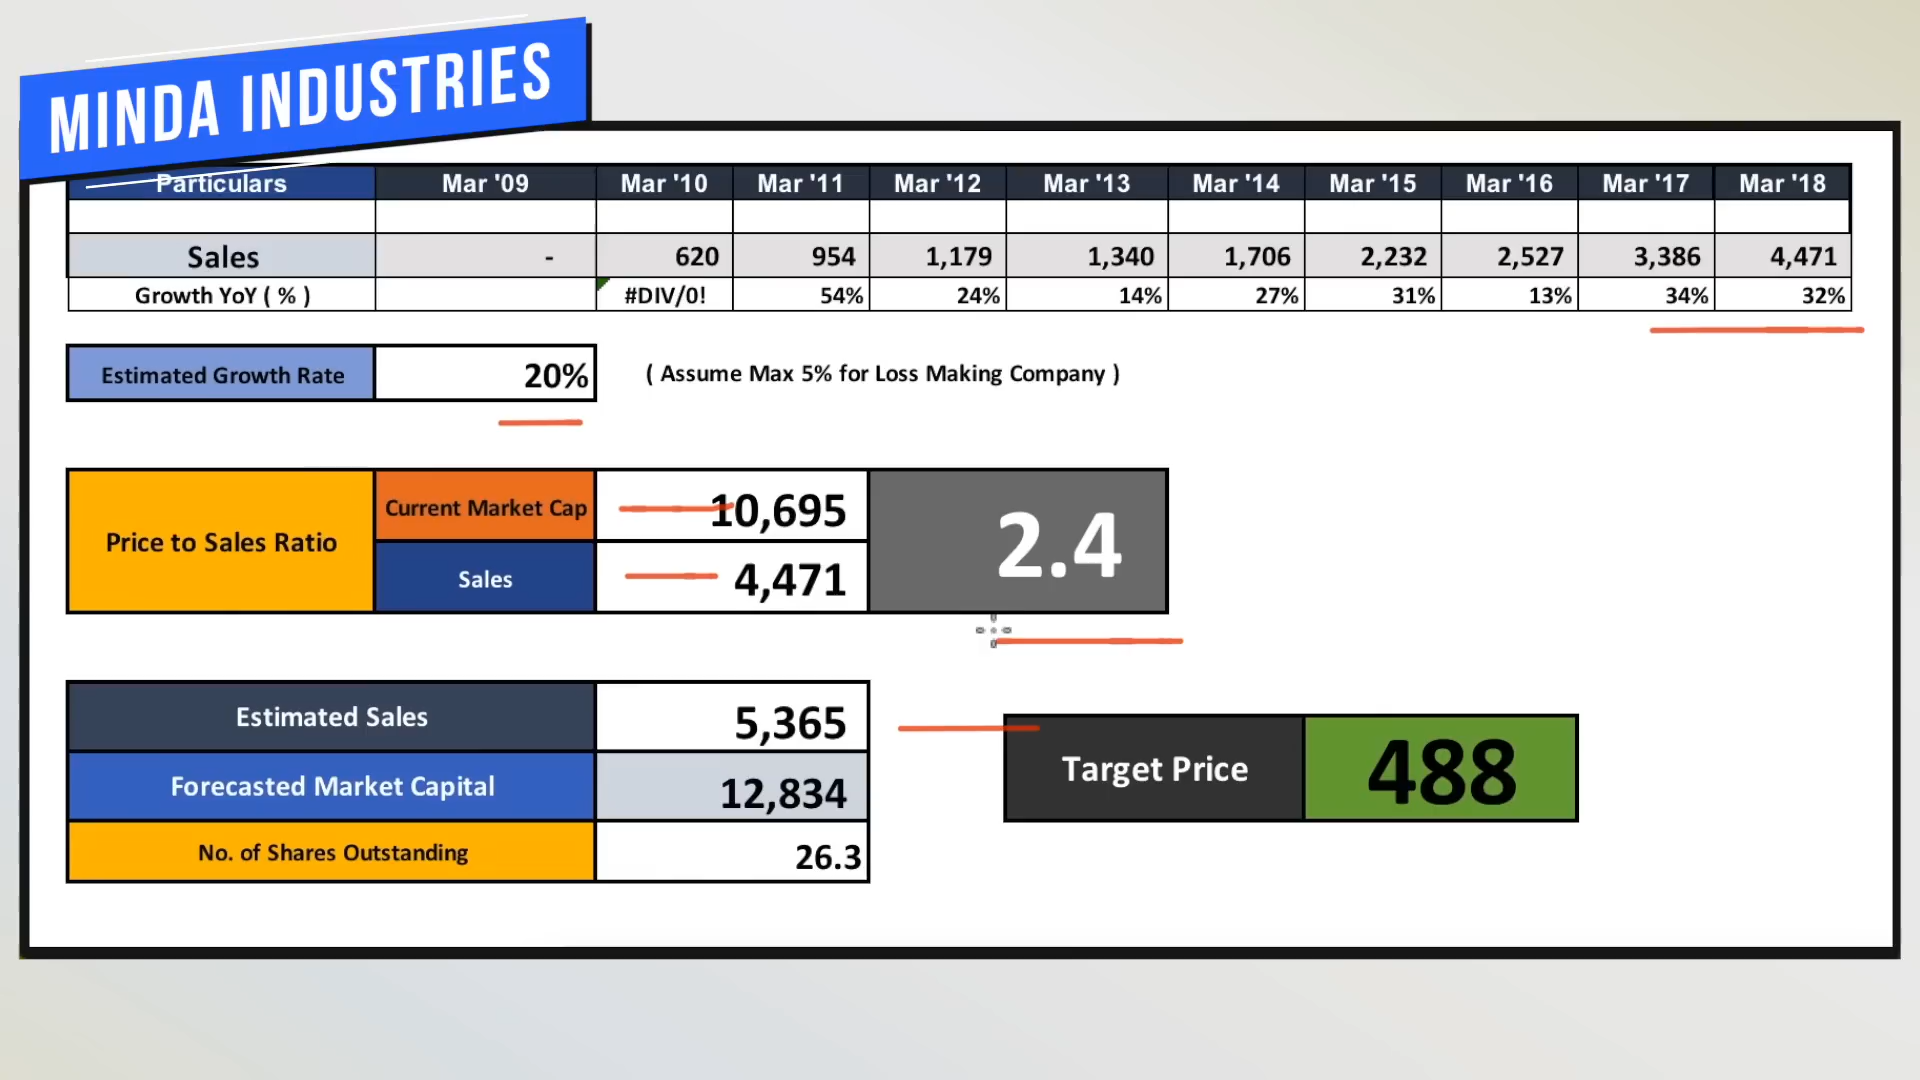 MINDA INDUSTRIES
Particulars Mar '09 Mar '10 Mar '11 Mar '12 Mar '13 Mar '14 Mar '15 Mar '16 Mar '17 Mar '18
Sales - 620 954 1,179 1,340 1,706 2,232 2,527 3,386 4,471
Growth YoY ( % ) #DIV/0! 54% 24% 14% 27% 31% 13% 34% 32%
Estimated Growth Rate 20% ( Assume Max 5% for Loss Making Company )
Price to Sales Ratio
Current Market Cap 10,695
Sales 4,471
2.4
Estimated Sales 5,365
Forecasted Market Capital 12,834
No. of Shares Outstanding 26.3
Target Price 488